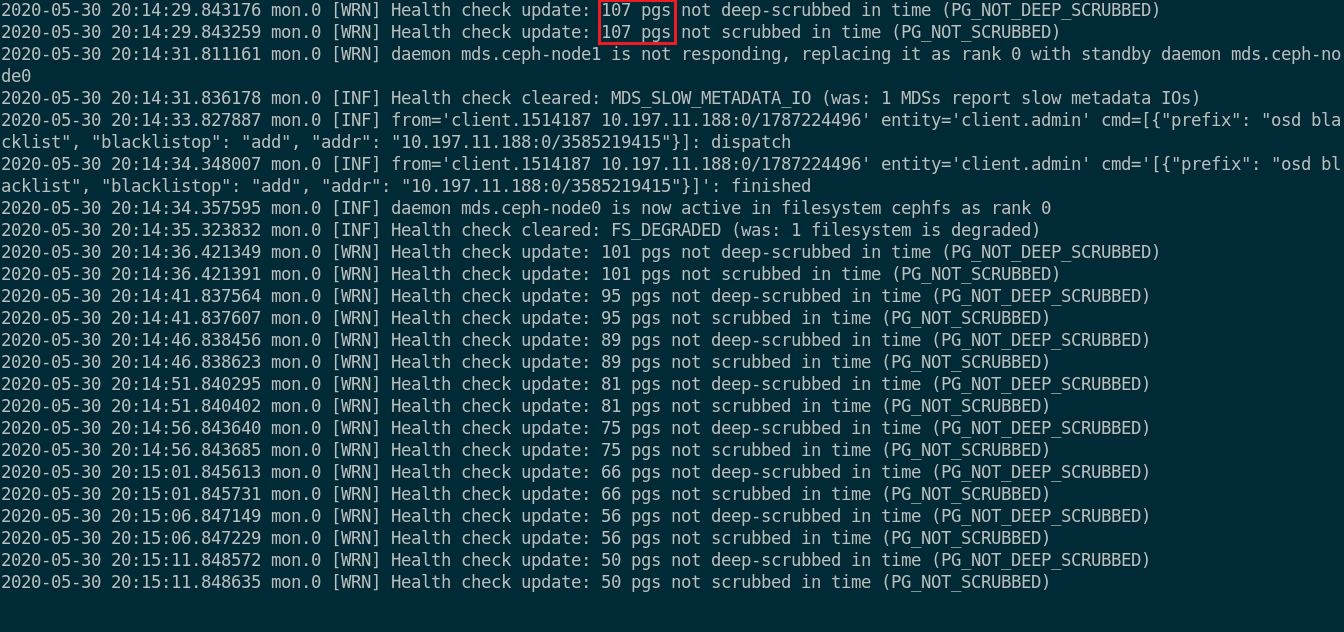 2020-05-30 20:14:29.843176 mon.0 [WRN] Health check update: 107 pgs not deep-scrubbed in time (PG_NOT_DEEP_SCRUBBED)
2020-05-30 20:14:29.843259 mon.0 [WRN] Health check update: 107 pgs not scrubbed in time (PG_NOT_SCRUBBED)
2020-05-30 20:14:31.811161 mon.0 [WRN] daemon mds.ceph-node1 is not responding, replacing it as rank 0 with standby daemon mds.ceph-no
de0
2020-05-30 20:14:31.836178 mon.0 [INF] Health check cleared: MDS_SLOW_METADATA_IO (was: 1 MDSs report slow metadata IOs)
2020-05-30 20:14:33.827887 mon.0 [INF] from='client.1514187 10.197.11.188:0/1787224496' entity='client.admin' cmd=[{"prefix": "osd bla
cklist", "blacklistop": "add", "addr": "10.197.11.188:0/3585219415"}]: dispatch
2020-05-30 20:14:34.348007 mon.0 [INF] from='client.1514187 10.197.11.188:0/1787224496' entity='client.admin' cmd='[{"prefix": "osd bl
acklist", "blacklistop": "add", "addr": "10.197.11.188:0/3585219415"}]': finished
2020-05-30 20:14:34.357595 mon.0 [INF] daemon mds.ceph-node0 is now active in filesystem cephfs as rank 0
2020-05-30 20:14:35.323832 mon.0 [INF] Health check cleared: FS_DEGRADED (was: 1 filesystem is degraded)
2020-05-30 20:14:36.421349 mon.0 [WRN] Health check update: 101 pgs not deep-scrubbed in time (PG_NOT_DEEP_SCRUBBED)
2020-05-30 20:14:36.421391 mon.0 [WRN] Health check update: 101 pgs not scrubbed in time (PG_NOT_SCRUBBED)
2020-05-30 20:14:41.837564 mon.0 [WRN] Health check update: 95 pgs not deep-scrubbed in time (PG_NOT_DEEP_SCRUBBED)
2020-05-30 20:14:41.837607 mon.0 [WRN] Health check update: 95 pgs not scrubbed in time (PG_NOT_SCRUBBED)
2020-05-30 20:14:46.838456 mon.0 [WRN] Health check update: 89 pgs not deep-scrubbed in time (PG_NOT_DEEP_SCRUBBED)
2020-05-30 20:14:46.838623 mon.0 [WRN] Health check update: 89 pgs not scrubbed in time (PG_NOT_SCRUBBED)
2020-05-30 20:14:51.840295 mon.0 [WRN] Health check update: 81 pgs not deep-scrubbed in time (PG_NOT_DEEP_SCRUBBED)
2020-05-30 20:14:51.840402 mon.0 [WRN] Health check update: 81 pgs not scrubbed in time (PG_NOT_SCRUBBED)
2020-05-30 20:14:56.843640 mon.0 [WRN] Health check update: 75 pgs not deep-scrubbed in time (PG_NOT_DEEP_SCRUBBED)
2020-05-30 20:14:56.843685 mon.0 [WRN] Health check update: 75 pgs not scrubbed in time (PG_NOT_SCRUBBED)
2020-05-30 20:15:01.845613 mon.0 [WRN] Health check update: 66 pgs not deep-scrubbed in time (PG_NOT_DEEP_SCRUBBED)
2020-05-30 20:15:01.845731 mon.0 [WRN] Health check update: 66 pgs not scrubbed in time (PG_NOT_SCRUBBED)
2020-05-30 20:15:06.847149 mon.0 [WRN] Health check update: 56 pgs not deep-scrubbed in time (PG_NOT_DEEP_SCRUBBED)
2020-05-30 20:15:06.847229 mon.0 [WRN] Health check update: 56 pgs not scrubbed in time (PG_NOT_SCRUBBED)
2020-05-30 20:15:11.848572 mon.0 [WRN] Health check update: 50 pgs not deep-scrubbed in time (PG_NOT_DEEP_SCRUBBED)
2020-05-30 20:15:11.848635 mon.0 [WRN] Health check update: 50 pgs not scrubbed in time (PG_NOT_SCRUBBED)